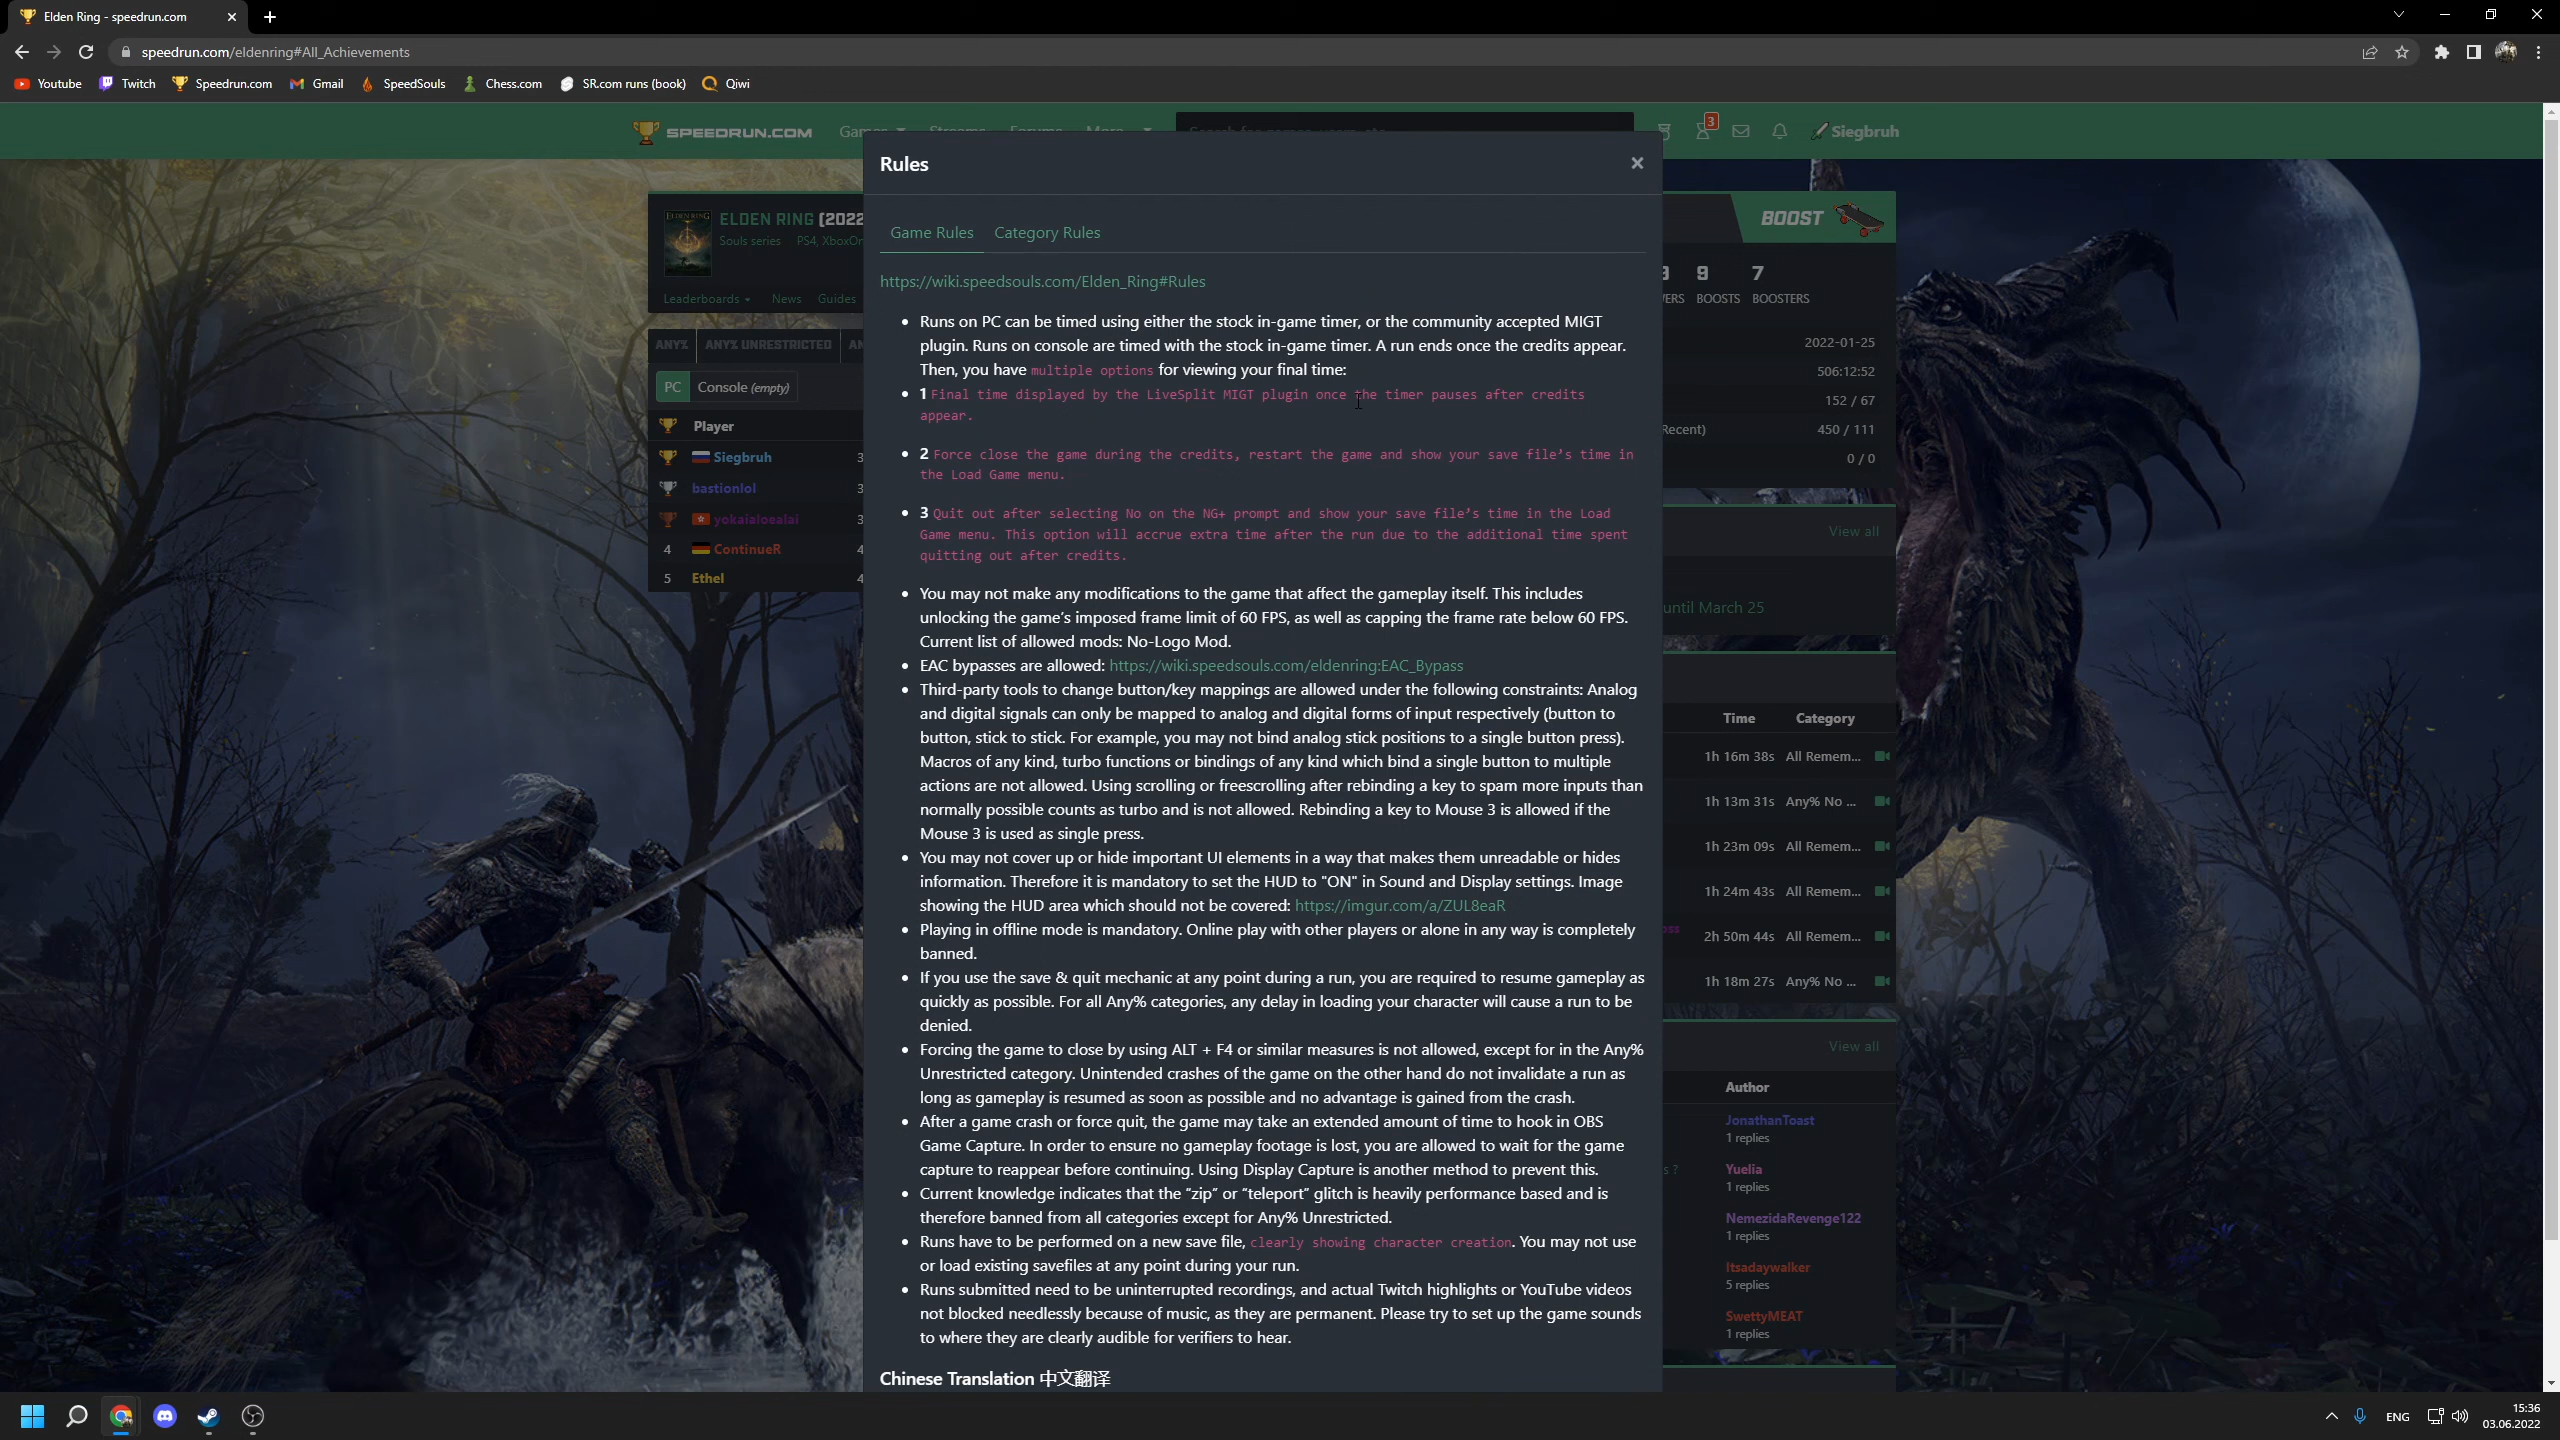 Elden Ring - speedrun.com
speedrun.com/eldenring#All_Achievements
Youtube Twitch Speedrun.com Gmail SpeedSouls Chess.com SR.com runs (book) Qiwi
SPEEDRUN.COM Games Streams Forums More 3 Siegbruh
Rules
ELDEN RING (2022
Souls series PS4, XboxOn
Leaderboards News Guides
ANY% ANY% UNRESTRICTED
PC Console (empty)
Player
Siegbruh 3
bastionlol 3
yokaialoealai 3
4 ContinueR 4
5 Ethel 4
Game Rules Category Rules
https://wiki.speedsouls.com/Elden_Ring#Rules
• Runs on PC can be timed using either the stock in-game timer, or the community accepted MIGT
plugin. Runs on console are timed with the stock in-game timer. A run ends once the credits appear.
Then, you have multiple options for viewing your final time:
• 1 Final time displayed by the LiveSplit MIGT plugin once the timer pauses after credits
appear.
• 2 Force close the game during the credits, restart the game and show your save file’s time in
the Load Game menu.
• 3 Quit out after selecting No on the NG+ prompt and show your save file’s time in the Load
Game menu. This option will accrue extra time after the run due to the additional time spent
quitting out after credits.
• You may not make any modifications to the game that affect the gameplay itself. This includes
unlocking the game’s imposed frame limit of 60 FPS, as well as capping the frame rate below 60 FPS.
Current list of allowed mods: No-Logo Mod.
• EAC bypasses are allowed: https://wiki.speedsouls.com/eldenring:EAC_Bypass
• Third-party tools to change button/key mappings are allowed under the following constraints: Analog
and digital signals can only be mapped to analog and digital forms of input respectively (button to
button, stick to stick. For example, you may not bind analog stick positions to a single button press).
Macros of any kind, turbo functions or bindings of any kind which bind a single button to multiple
actions are not allowed. Using scrolling or freescrolling after rebinding a key to spam more inputs than
normally possible counts as turbo and is not allowed. Rebinding a key to Mouse 3 is allowed if the
Mouse 3 is used as single press.
• You may not cover up or hide important UI elements in a way that makes them unreadable or hides
information. Therefore it is mandatory to set the HUD to "ON" in Sound and Display settings. Image
showing the HUD area which should not be covered: https://imgur.com/a/ZUL8eaR
• Playing in offline mode is mandatory. Online play with other players or alone in any way is completely
banned.
• If you use the save & quit mechanic at any point during a run, you are required to resume gameplay as
quickly as possible. For all Any% categories, any delay in loading your character will cause a run to be
denied.
• Forcing the game to close by using ALT + F4 or similar measures is not allowed, except for in the Any%
Unrestricted category. Unintended crashes of the game on the other hand do not invalidate a run as
long as gameplay is resumed as soon as possible and no advantage is gained from the crash.
• After a game crash or force quit, the game may take an extended amount of time to hook in OBS
Game Capture. In order to ensure no gameplay footage is lost, you are allowed to wait for the game
capture to reappear before continuing. Using Display Capture is another method to prevent this.
• Current knowledge indicates that the “zip” or “teleport” glitch is heavily performance based and is
therefore banned from all categories except for Any% Unrestricted.
• Runs have to be performed on a new save file, clearly showing character creation. You may not use
or load existing savefiles at any point during your run.
• Runs submitted need to be uninterrupted recordings, and actual Twitch highlights or YouTube videos
not blocked needlessly because of music, as they are permanent. Please try to set up the game sounds
to where they are clearly audible for verifiers to hear.
Chinese Translation 中文翻译
BOOST
9 7
BOOSTS BOOSTERS
2022-01-25
506:12:52
152 / 67
Recent) 450 / 111
0 / 0
View all
until March 25
Time Category
1h 16m 38s All Remem...
1h 13m 31s Any% No ...
1h 23m 09s All Remem...
1h 24m 43s All Remem...
2h 50m 44s All Remem...
1h 18m 27s Any% No ...
View all
Author
JonathanToast
1 replies
Yuelia
1 replies
NemezidaRevenge122
1 replies
Itsadaywalker
5 replies
SwettyMEAT
1 replies
ENG 15:36
03.06.2022